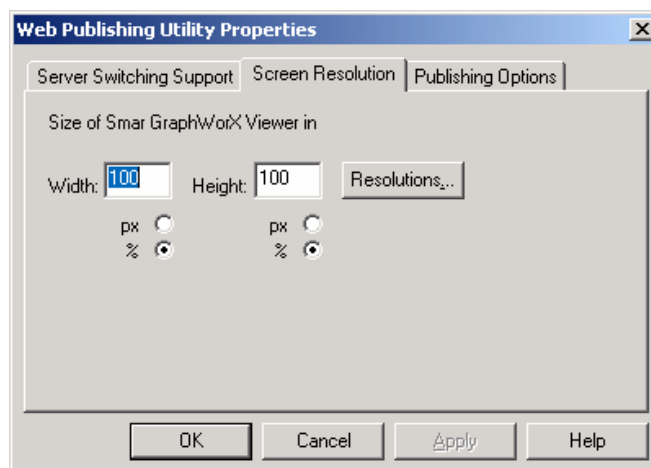 Web Publishing Utility Properties
Server Switching Support Screen Resolution Publishing Options
Size of Smar GraphWorX Viewer in
Width: 100 Height: 100 Resolutions...
px px
% %
OK Cancel Apply Help